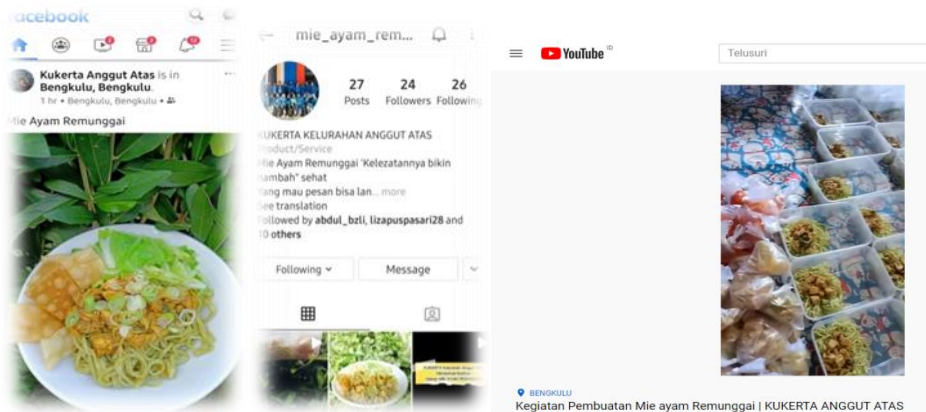 facebook
Kukerta Anggut Atas is in
Bengkulu, Bengkulu.
1 hr • Bengkulu, Bengkulu •
Mie Ayam Remunggai
mie_ayam_rem...
27 24 26
Posts Followers Following
KUKERTA KELURAHAN ANGGUT ATAS
Product/Service
Mie Ayam Remunggai 'Kelezatannya bikin
nambah" sehat
Yang mau pesan bisa lan... more
See translation
Followed by abdul_bzli, lizapuspasari28 and
10 others
Following Message
YouTube ID
Telusuri
BENGKULU
Kegiatan Pembuatan Mie ayam Remunggai | KUKERTA ANGGUT ATAS